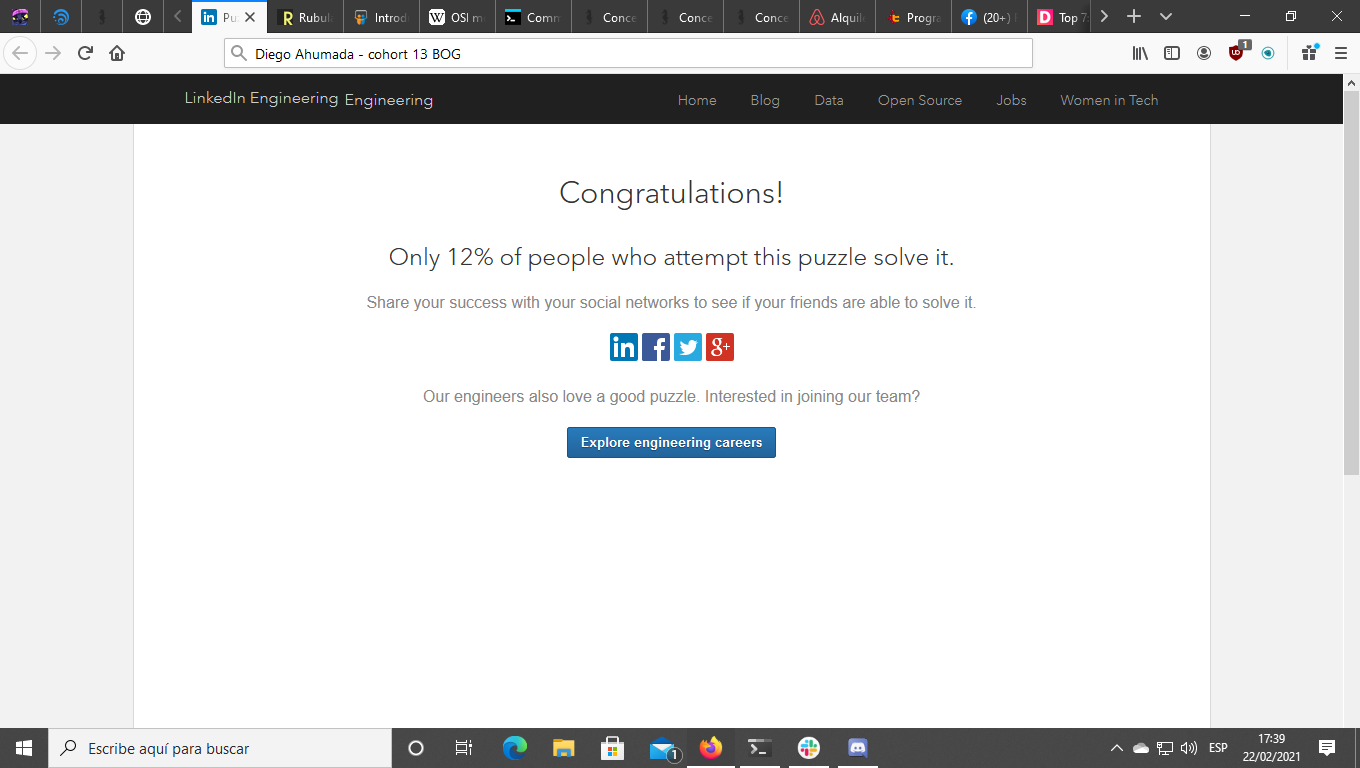 Pu
Rubula
Introd
OSI m
Comm
Conce
Conce
Conce
Alquile
Progra
(20+)
Top 7
Diego Ahumada - cohort 13 BOG
1
LinkedIn Engineering Engineering
Home
Blog
Data
Open Source
Jobs
Women in Tech
Congratulations!
Only 12% of people who attempt this puzzle solve it.
Share your success with your social networks to see if your friends are able to solve it.
in f g+
Our engineers also love a good puzzle. Interested in joining our team?
Explore engineering careers
Escribe aquí para buscar
1
ESP
17:39
22/02/2021